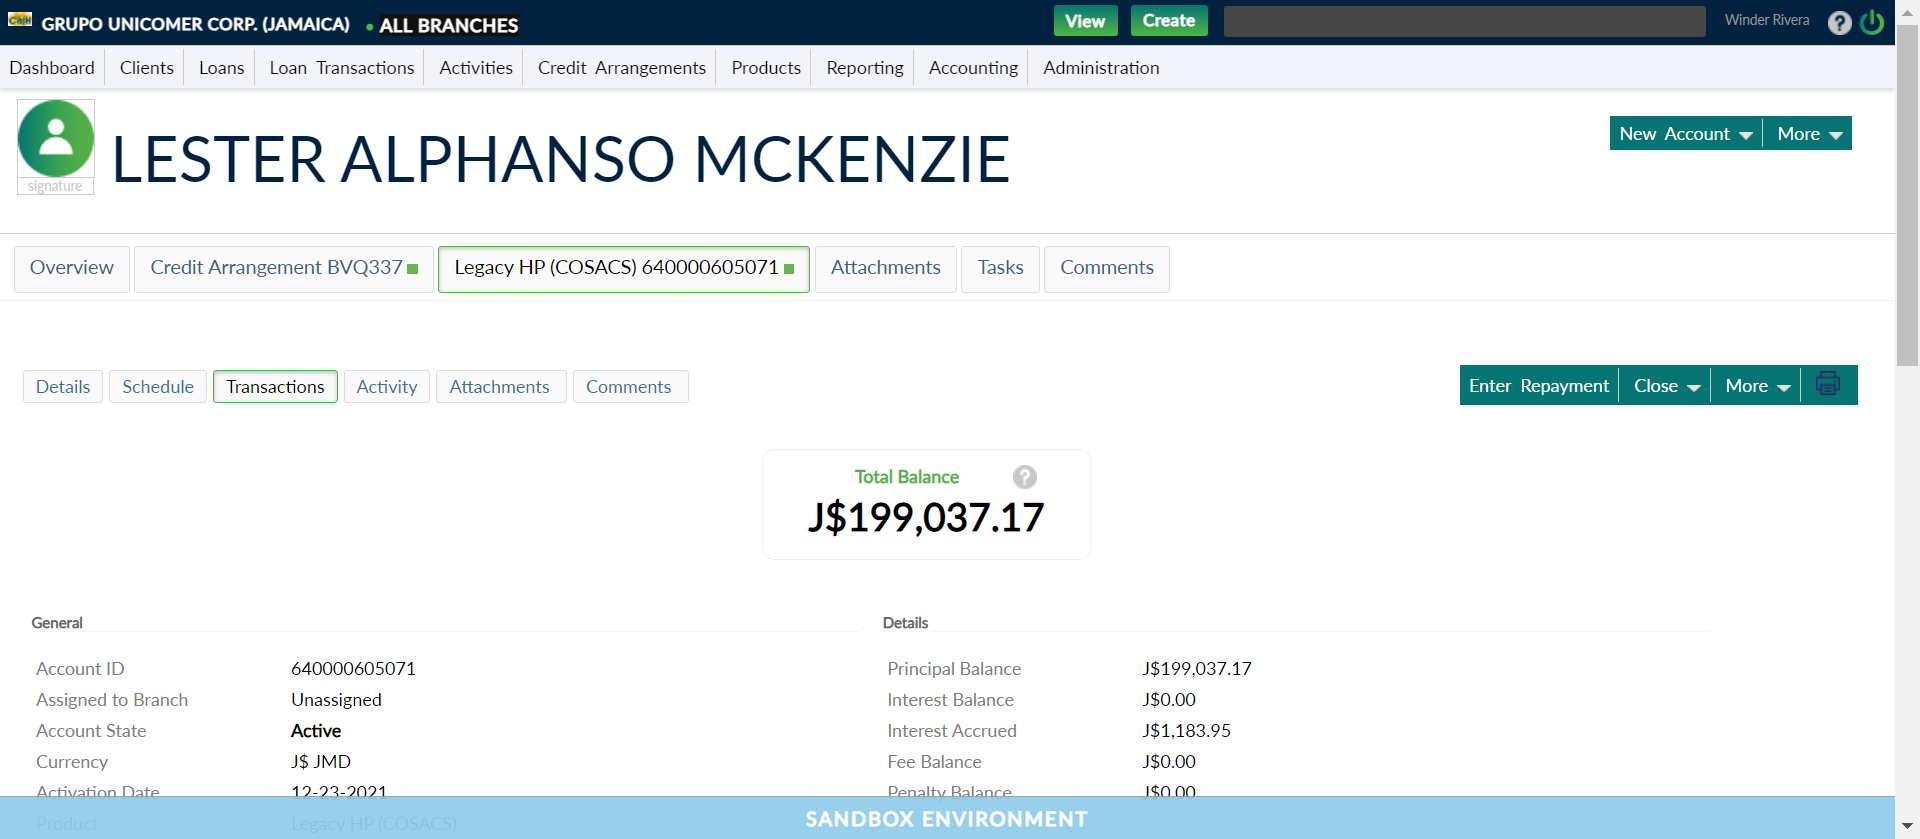 Cash GRUPO UNICOMER CORP. (JAMAICA) • ALL BRANCHES View Create Winder Rivera ?
Dashboard Clients Loans Loan Transactions Activities Credit Arrangements Products Reporting Accounting Administration
signature
LESTER ALPHANSO MCKENZIE
New Account More
Overview Credit Arrangement BVQ337 Legacy HP (COSACS) 640000605071 Attachments Tasks Comments
Details Schedule Transactions Activity Attachments Comments
Enter Repayment Close More
Total Balance ?
J$199,037.17
General
Account ID 640000605071
Assigned to Branch Unassigned
Account State Active
Currency J$ JMD
Activation Date 12-23-2021
Product Legacy HP (COSACS)
Details
Principal Balance J$199,037.17
Interest Balance J$0.00
Interest Accrued J$1,183.95
Fee Balance J$0.00
Penalty Balance J$0.00
SANDBOX ENVIRONMENT